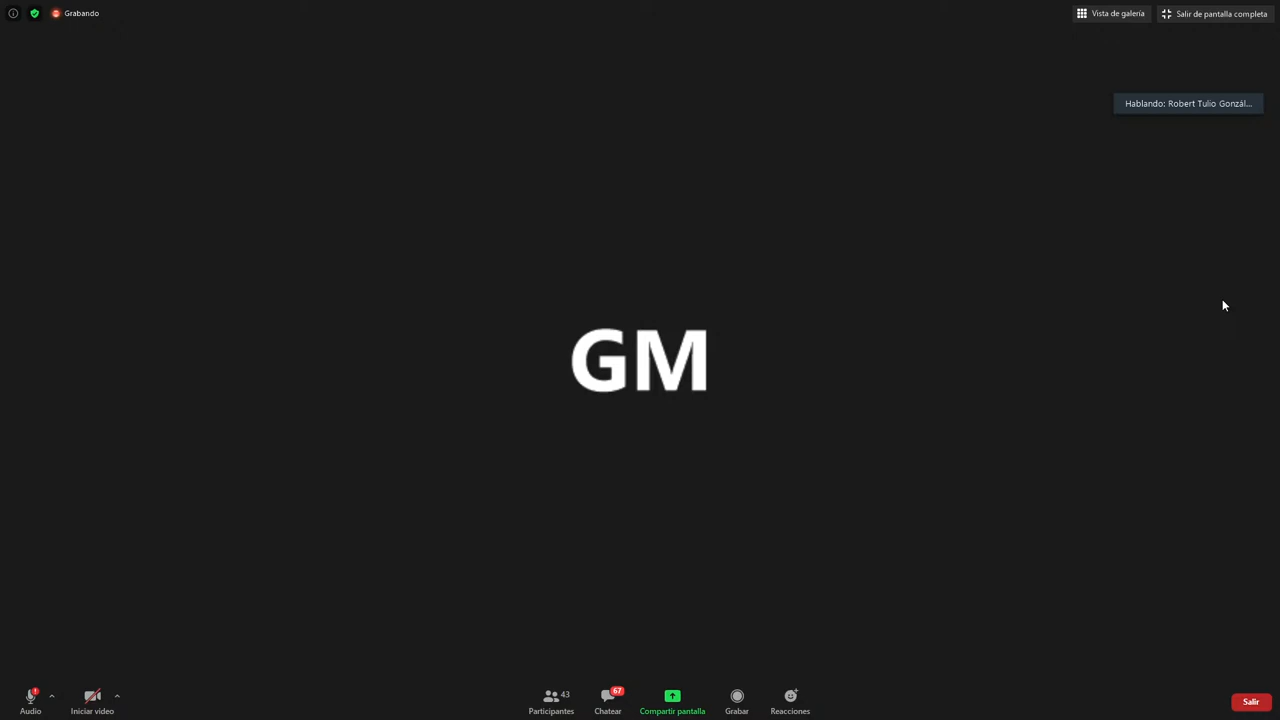 Grabando
Vista de galería
Salir de pantalla completa
Hablando: Robert Tulio Gonzál...
GM
Audio
Iniciar video
43
Participantes
67
Chatear
Compartir pantalla
Grabar
Reacciones
Salir